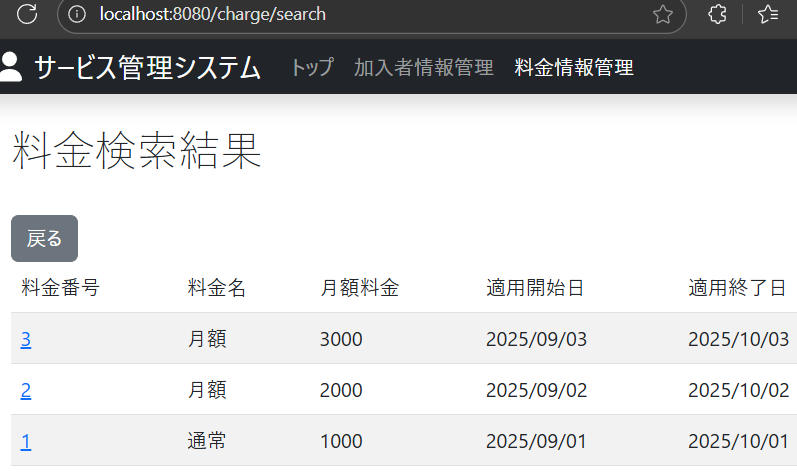 localhost:8080/charge/search
サービス管理システム トップ 加入者情報管理 料金情報管理
料金検索結果
戻る
料金番号 料金名 月額料金 適用開始日 適用終了日
3 月額 3000 2025/09/03 2025/10/03
2 月額 2000 2025/09/02 2025/10/02
1 通常 1000 2025/09/01 2025/10/01